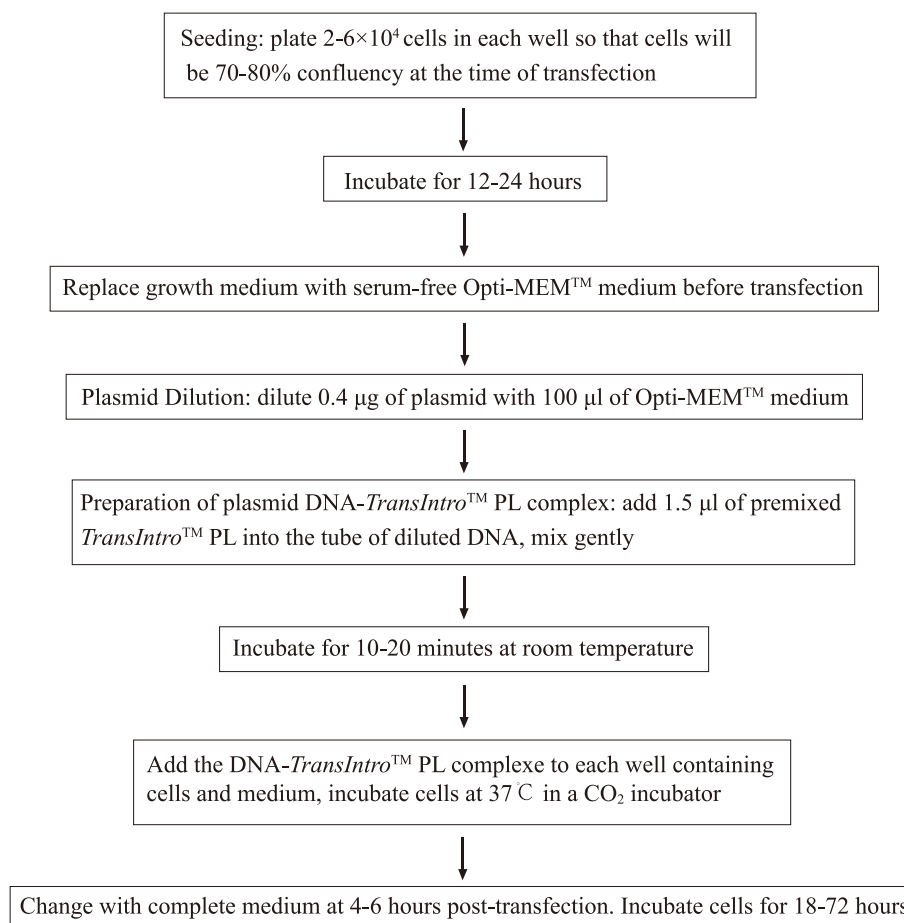 Seeding: plate 2-6×10⁴ cells in each well so that cells will
be 70-80% confluency at the time of transfection
Incubate for 12-24 hours
Replace growth medium with serum-free Opti-MEM™ medium before transfection
Plasmid Dilution: dilute 0.4 μg of plasmid with 100 μl of Opti-MEM™ medium
Preparation of plasmid DNA-TransIntro™ PL complex: add 1.5 μl of premixed
TransIntro™ PL into the tube of diluted DNA, mix gently
Incubate for 10-20 minutes at room temperature
Add the DNA-TransIntro™ PL complexe to each well containing
cells and medium, incubate cells at 37℃ in a CO₂ incubator
Change with complete medium at 4-6 hours post-transfection. Incubate cells for 18-72 hours